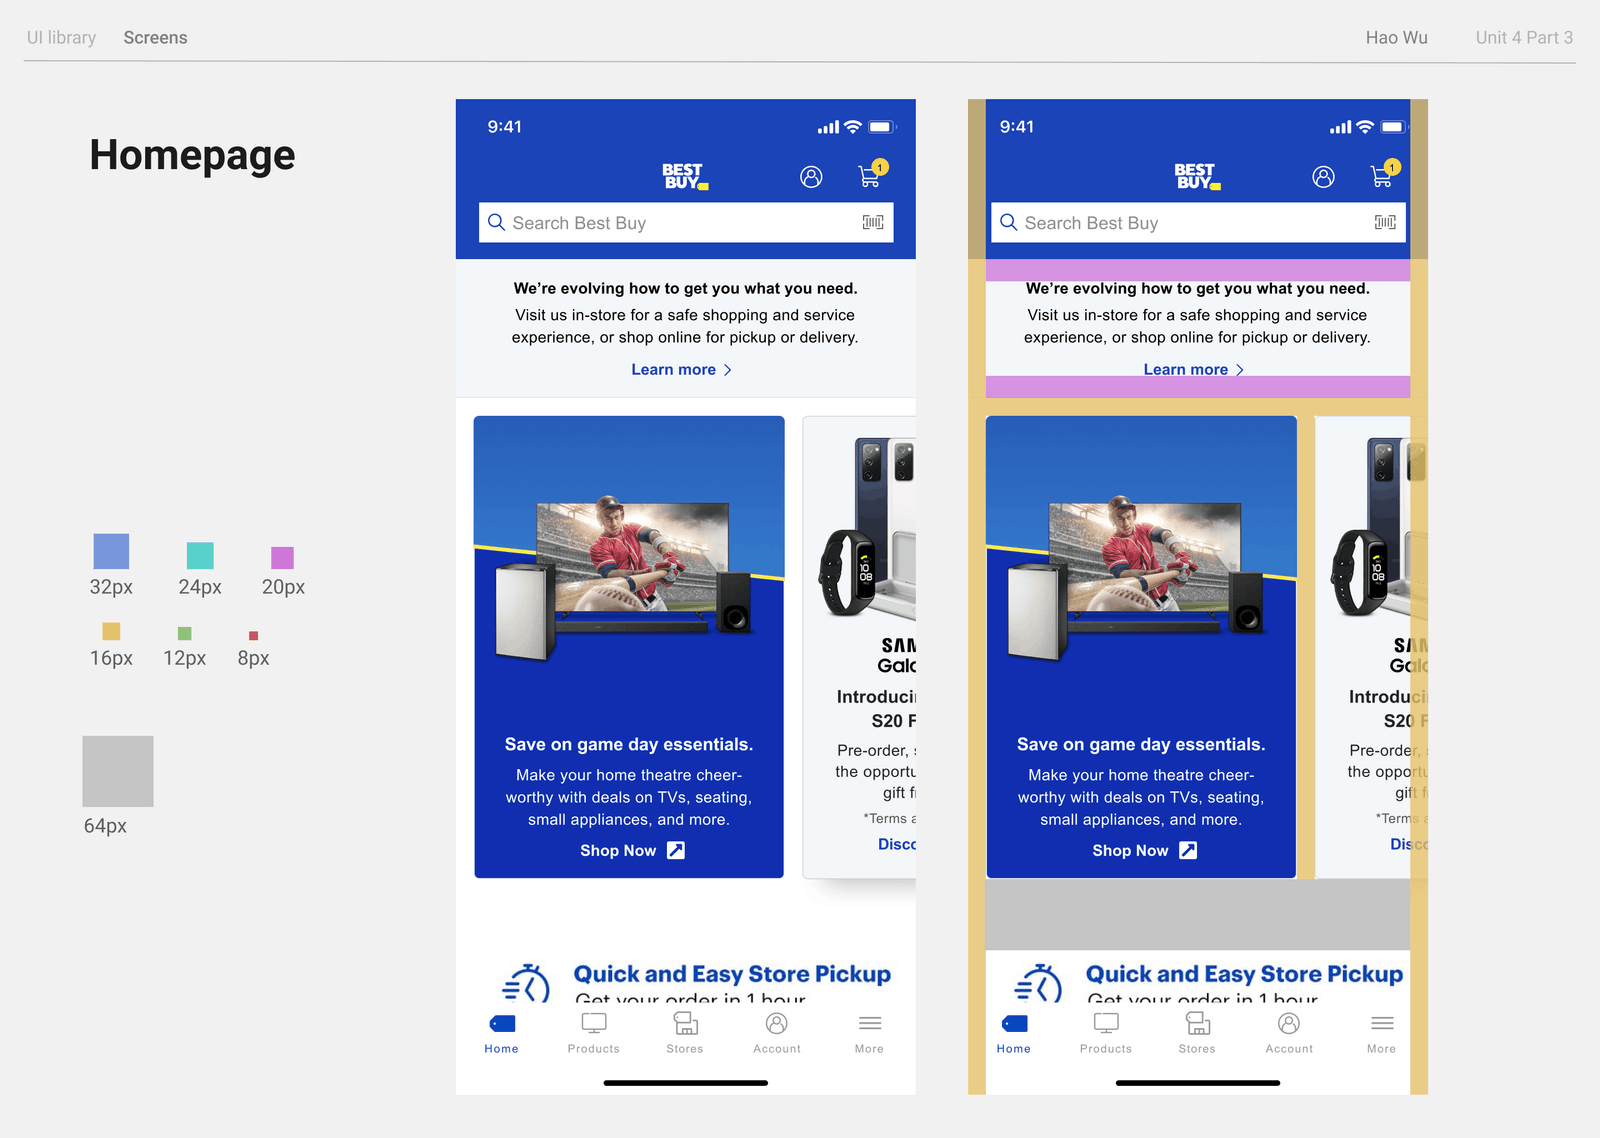 UI library Screens Hao Wu Unit 4 Part 3
Homepage
32px 24px 20px
16px 12px 8px
64px
9:41
BEST
BUY
1
Search Best Buy
We're evolving how to get you what you need.
Visit us in-store for a safe shopping and service
experience, or shop online for pickup or delivery.
Learn more
Save on game day essentials.
Make your home theatre cheer-
worthy with deals on TVs, seating,
small appliances, and more.
Shop Now
10
08
SAM
Gala
Introduci
S20 F
Pre-order, s
the opportu
gift f
*Terms a
Disco
Quick and Easy Store Pickup
Get your order in 1 hour
Home Products Stores Account More
9:41
BEST
BUY
1
Search Best Buy
We're evolving how to get you what you need.
Visit us in-store for a safe shopping and service
experience, or shop online for pickup or delivery.
Learn more
Save on game day essentials.
Make your home theatre cheer-
worthy with deals on TVs, seating,
small appliances, and more.
Shop Now
10
08
SAM
Gala
Introduci
S20 F
Pre-order, s
the opportu
gift f
*Terms a
Disco
Quick and Easy Store Pickup
Get your order in 1 hour
Home Products Stores Account More